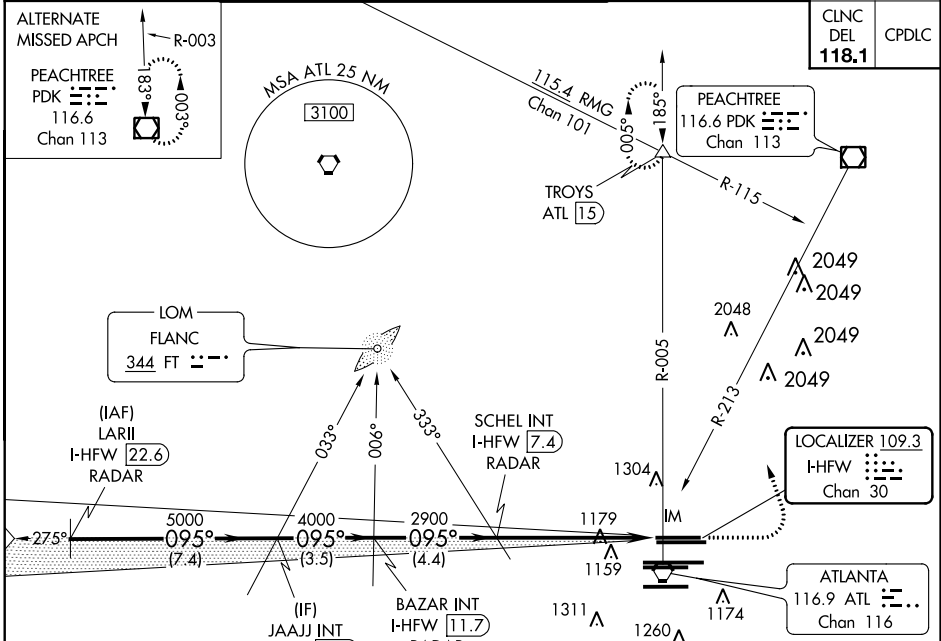 ALTERNATE
MISSED APCH
R-003
183°
003°
PEACHTREE
PDK
116.6
Chan 113
MSA ATL 25 NM
3100
115.4 RMG
Chan 101
CLNC
DEL
118.1
CPDLC
005°
185°
PEACHTREE
116.6 PDK
Chan 113
TROYS
ATL 15
R-115
2049
2049
2048
2049
2049
LOM
FLANC
344 FT
R-005
R-213
(IAF)
LARII
I-HFW 22.6
RADAR
033°
006°
333°
SCHEL INT
I-HFW 7.4
RADAR
LOCALIZER 109.3
I-HFW
Chan 30
1304
IM
275°
5000
095°
(7.4)
4000
095°
(3.5)
2900
095°
(4.4)
1179
1159
(IF)
JAAJJ INT
BAZAR INT
I-HFW 11.7
1311
1260
1174
ATLANTA
116.9 ATL
Chan 116